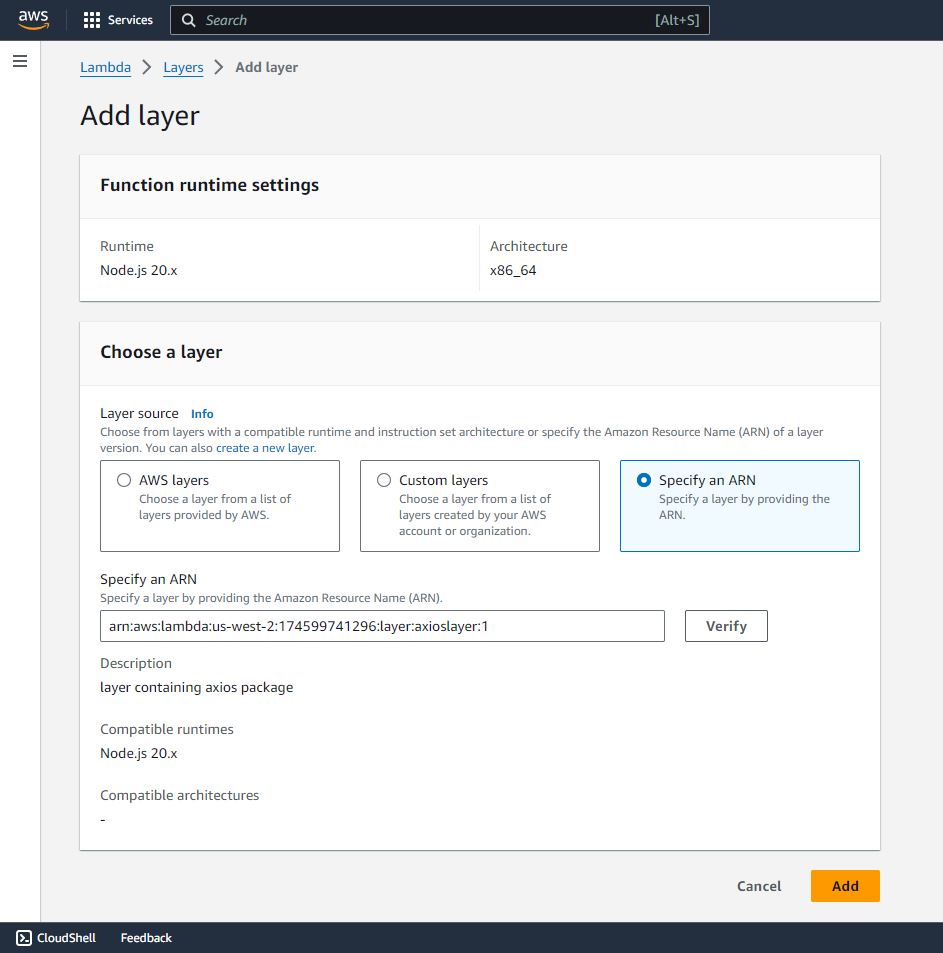 aws
Services
Search [Alt+S]
Lambda > Layers > Add layer
Add layer
Function runtime settings
Runtime
Node.js 20.x
Architecture
x86_64
Choose a layer
Layer source Info
Choose from layers with a compatible runtime and instruction set architecture or specify the Amazon Resource Name (ARN) of a layer
version. You can also create a new layer.
AWS layers
Choose a layer from a list of
layers provided by AWS.
Custom layers
Choose a layer from a list of
layers created by your AWS
account or organization.
Specify an ARN
Specify a layer by providing the
ARN.
Specify an ARN
Specify a layer by providing the Amazon Resource Name (ARN).
arn:aws:lambda:us-west-2:174599741296:layer:axioslayer:1
Verify
Description
layer containing axios package
Compatible runtimes
Node.js 20.x
Compatible architectures
-
Cancel
Add
CloudShell
Feedback